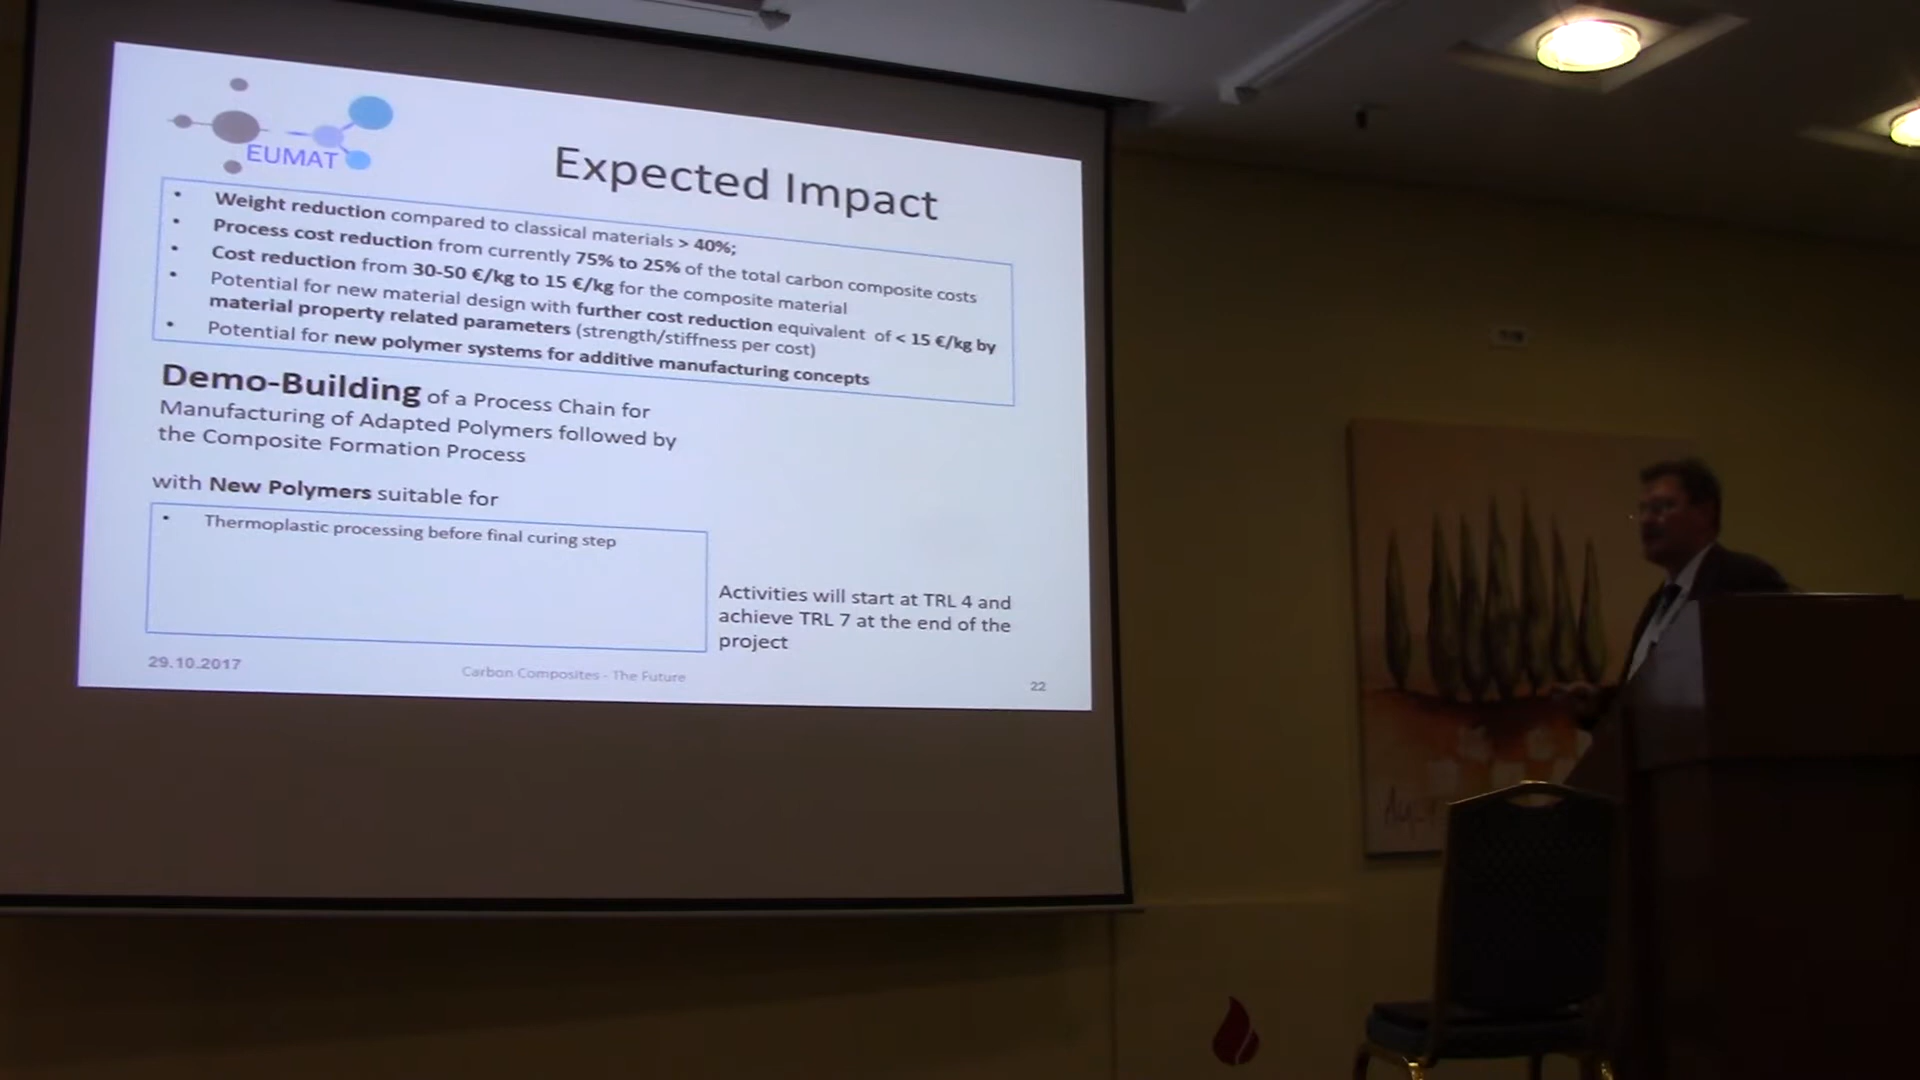 EUMAT
Expected Impact
• Weight reduction compared to classical materials > 40%;
• Process cost reduction from currently 75% to 25% of the total carbon composite costs
• Cost reduction from 30-50 €/kg to 15 €/kg for the composite material
• Potential for new material design with further cost reduction equivalent of < 15 €/kg by
material property related parameters (strength/stiffness per cost)
• Potential for new polymer systems for additive manufacturing concepts
Demo-Building of a Process Chain for
Manufacturing of Adapted Polymers followed by
the Composite Formation Process
with New Polymers suitable for
• Thermoplastic processing before final curing step
Activities will start at TRL 4 and
achieve TRL 7 at the end of the
project
29.10.2017
Carbon Composites - The Future
22